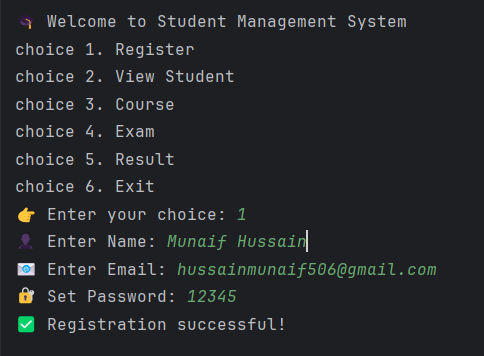 🎓 Welcome to Student Management System
choice 1. Register
choice 2. View Student
choice 3. Course
choice 4. Exam
choice 5. Result
choice 6. Exit
👉 Enter your choice: 1
👤 Enter Name: Munaif Hussain
📧 Enter Email: hussainmunaif506@gmail.com
🔐 Set Password: 12345
✅ Registration successful!